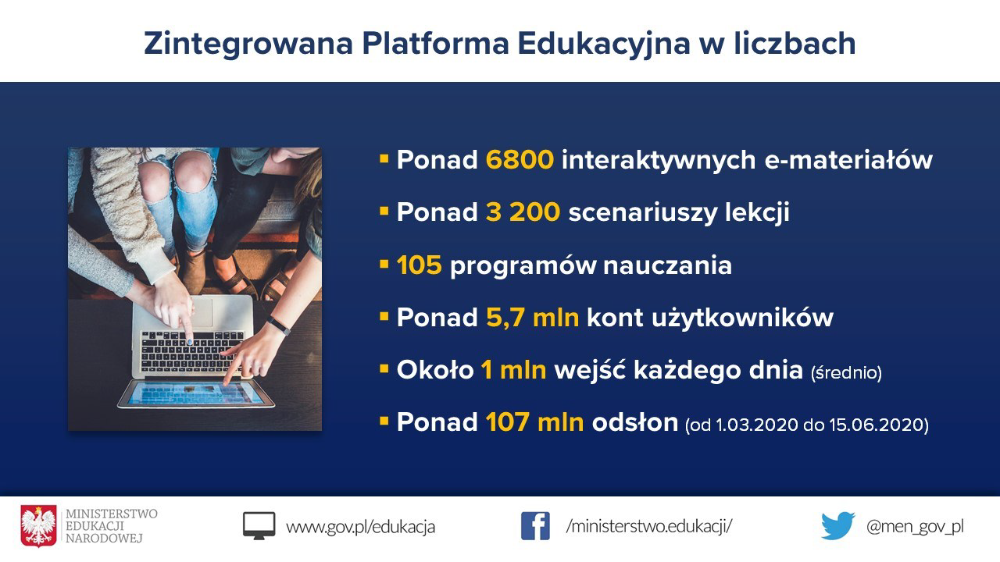 Zintegrowana Platforma Edukacyjna w liczbach
▪ Ponad 6800 interaktywnych e-materiałów
▪ Ponad 3 200 scenariuszy lekcji
▪ 105 programów nauczania
▪ Ponad 5,7 mln kont użytkowników
▪ Około 1 mln wejść każdego dnia (średnio)
▪ Ponad 107 mln odsłon (od 1.03.2020 do 15.06.2020)
MINISTERSTWO
EDUKACJI
NARODOWEJ
www.gov.pl/edukacja
/ministerstwo.edukacji/
@men_gov_pl